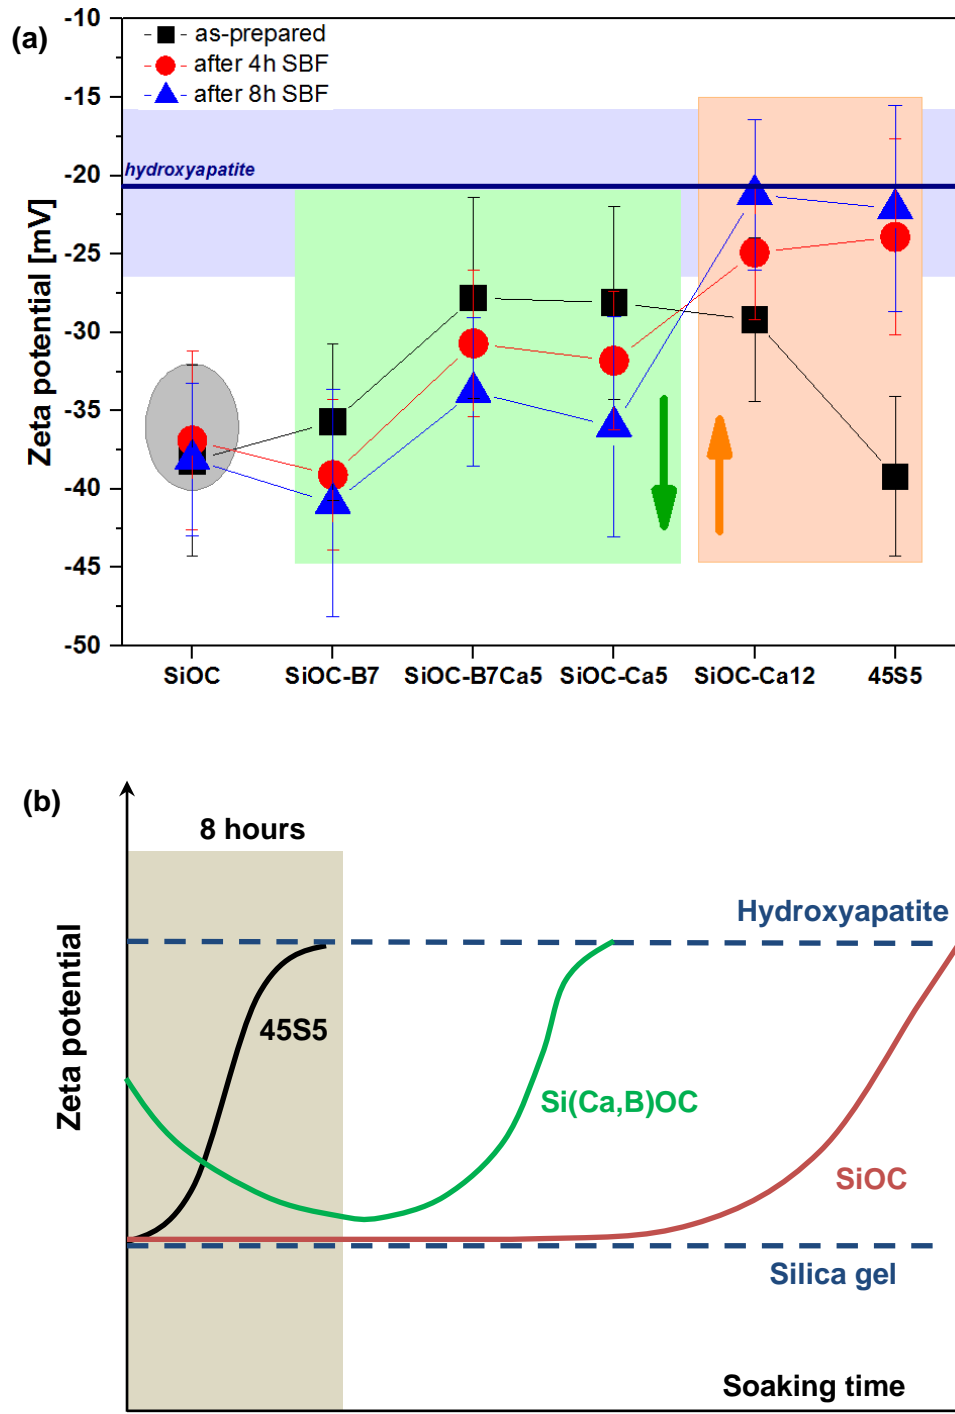 (a)
as-prepared
after 4h SBF
after 8h SBF
hydroxyapatite
Zeta potential [mV]
-10
-15
-20
-25
-30
-35
-40
-45
-50
SiOC
SiOC-B7
SiOC-B7Ca5
SiOC-Ca5
SiOC-Ca12
45S5
(b)
8 hours
Hydroxyapatite
45S5
Si(Ca,B)OC
SiOC
Silica gel
Zeta potential
Soaking time